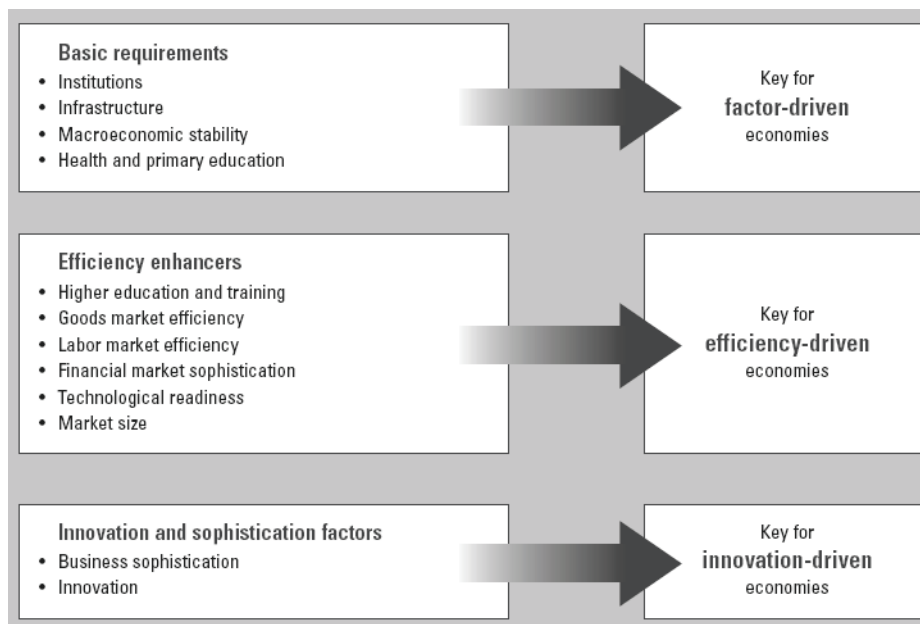 Basic requirements
• Institutions
• Infrastructure
• Macroeconomic stability
• Health and primary education
Key for
factor-driven
economies
Efficiency enhancers
• Higher education and training
• Goods market efficiency
• Labor market efficiency
• Financial market sophistication
• Technological readiness
• Market size
Key for
efficiency-driven
economies
Innovation and sophistication factors
• Business sophistication
• Innovation
Key for
innovation-driven
economies